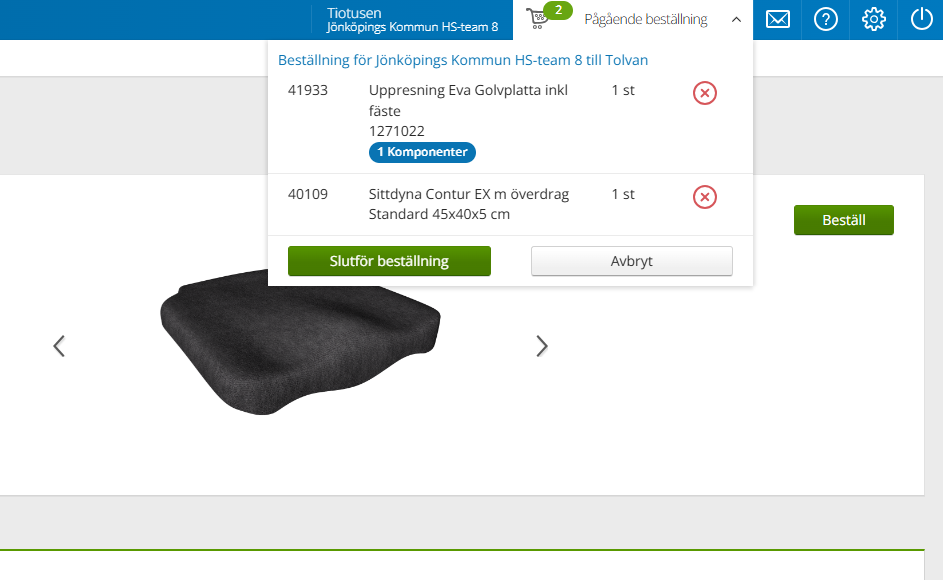 Tiotusen
Jönköpings Kommun HS-team 8
2
Pågående beställning
Beställning för Jönköpings Kommun HS-team 8 till Tolvan
41933 Uppresning Eva Golvplatta inkl 1 st
fäste
1271022
1 Komponenter
40109 Sittdyna Contur EX m överdrag 1 st
Standard 45x40x5 cm
Beställ
Slutför beställning Avbryt